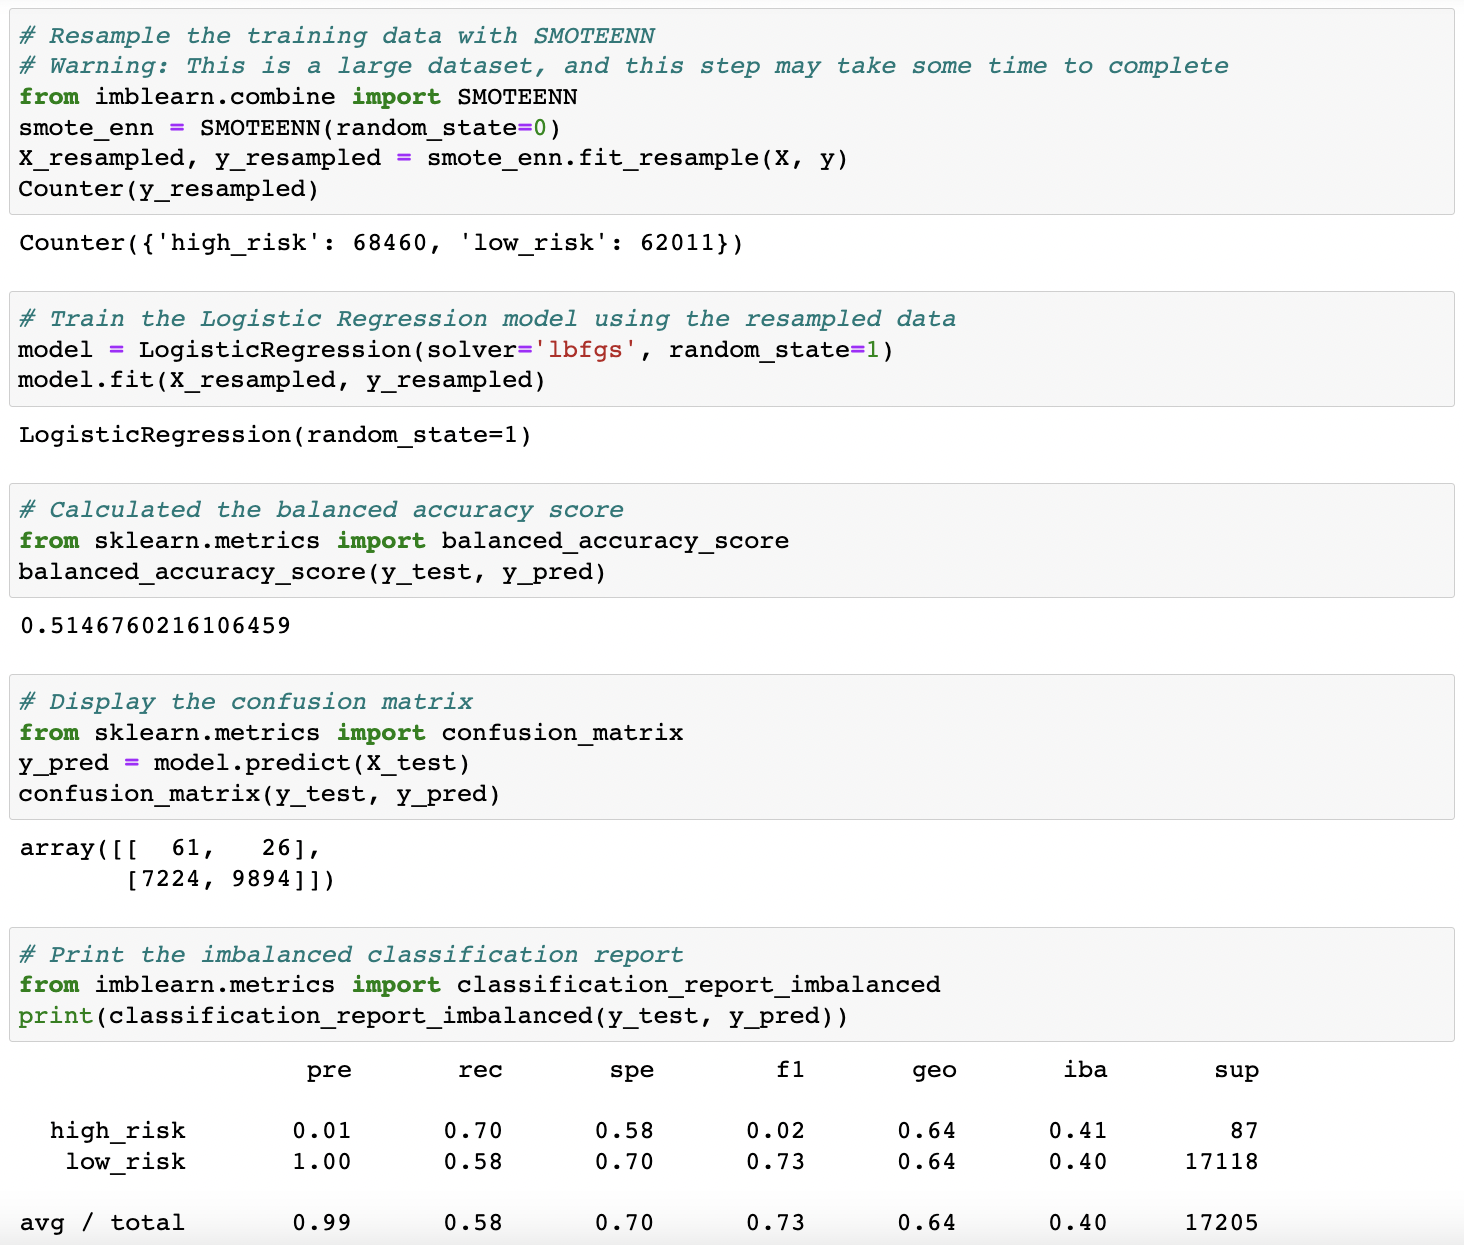 # Resample the training data with SMOTEENN
# Warning: This is a large dataset, and this step may take some time to complete
from imblearn.combine import SMOTEENN
smote_enn = SMOTEENN(random_state=0)
X_resampled, y_resampled = smote_enn.fit_resample(X, y)
Counter(y_resampled)
Counter({'high_risk': 68460, 'low_risk': 62011})
# Train the Logistic Regression model using the resampled data
model = LogisticRegression(solver='lbfgs', random_state=1)
model.fit(X_resampled, y_resampled)
LogisticRegression(random_state=1)
# Calculated the balanced accuracy score
from sklearn.metrics import balanced_accuracy_score
balanced_accuracy_score(y_test, y_pred)
0.5146760216106459
# Display the confusion matrix
from sklearn.metrics import confusion_matrix
y_pred = model.predict(X_test)
confusion_matrix(y_test, y_pred)
array([[  61,   26],
       [7224, 9894]])
# Print the imbalanced classification report
from imblearn.metrics import classification_report_imbalanced
print(classification_report_imbalanced(y_test, y_pred))
                   pre       rec       spe        f1       geo       iba       sup
  high_risk       0.01      0.70      0.58      0.02      0.64      0.41        87
   low_risk       1.00      0.58      0.70      0.73      0.64      0.40     17118
avg / total       0.99      0.58      0.70      0.73      0.64      0.40     17205